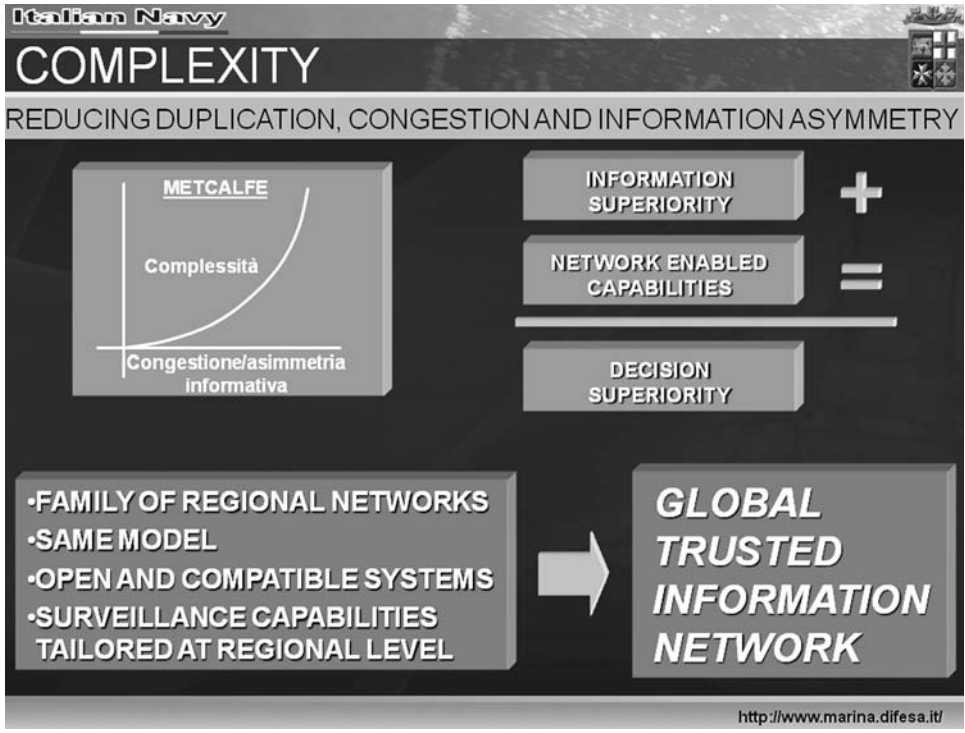 Italian Navy
COMPLEXITY
REDUCING DUPLICATION, CONGESTION AND INFORMATION ASYMMETRY
METCALFE
Complessità
Congestione/asimmetria
informativa
INFORMATION
SUPERIORITY
+
NETWORK ENABLED
CAPABILITIES
=
DECISION
SUPERIORITY
•FAMILY OF REGIONAL NETWORKS
•SAME MODEL
•OPEN AND COMPATIBLE SYSTEMS
•SURVEILLANCE CAPABILITIES
TAILORED AT REGIONAL LEVEL
GLOBAL
TRUSTED
INFORMATION
NETWORK
http://www.marina.difesa.it/